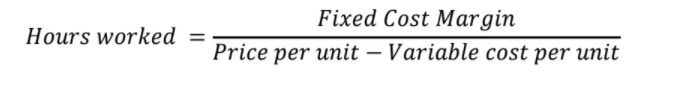 Fixed Cost Margin
Hours worked =
Price per unit − Variable cost per unit